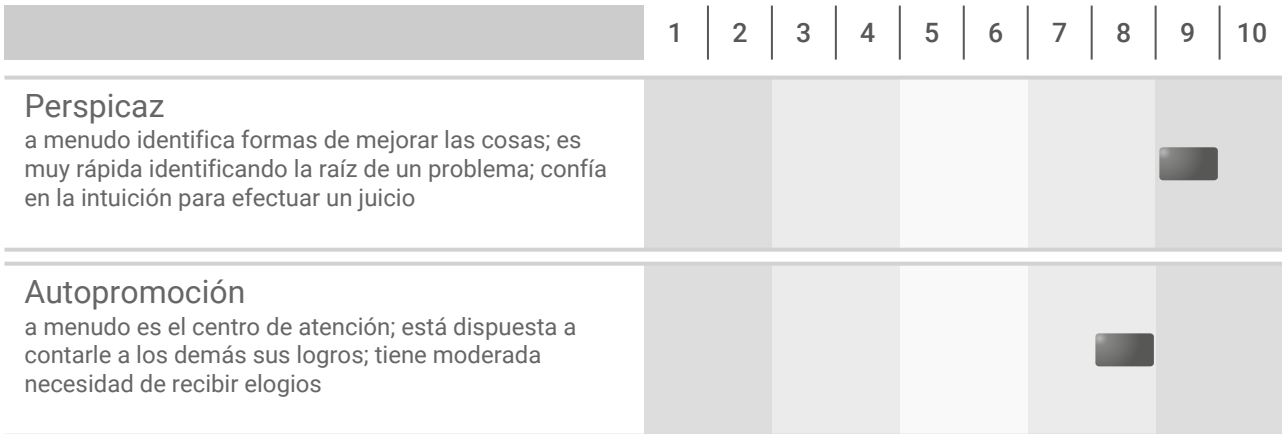 1 2 3 4 5 6 7 8 9 10
Perspicaz
a menudo identifica formas de mejorar las cosas; es
muy rápida identificando la raíz de un problema; confía
en la intuición para efectuar un juicio
Autopromoción
a menudo es el centro de atención; está dispuesta a
contarle a los demás sus logros; tiene moderada
necesidad de recibir elogios